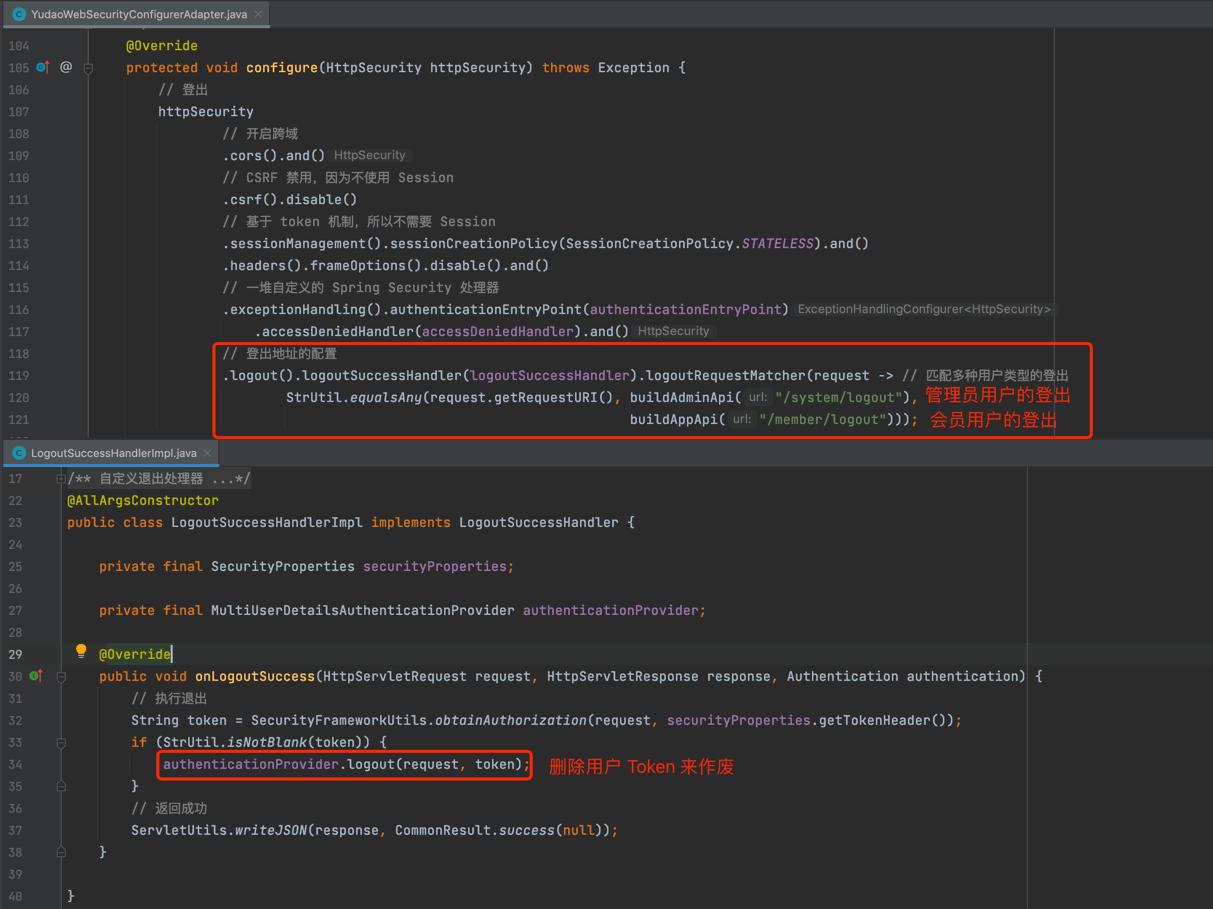 YudaoWebSecurityConfigurerAdapter.java
104 @Override
105 @ protected void configure(HttpSecurity httpSecurity) throws Exception {
106 // 登出
107 httpSecurity
108 // 开启跨域
109 .cors().and() HttpSecurity
110 // CSRF 禁用，因为不使用 Session
111 .csrf().disable()
112 // 基于 token 机制，所以不需要 Session
113 .sessionManagement().sessionCreationPolicy(SessionCreationPolicy.STATELESS).and()
114 .headers().frameOptions().disable().and()
115 // 一堆自定义的 Spring Security 处理器
116 .exceptionHandling().authenticationEntryPoint(authenticationEntryPoint) ExceptionHandlingConfigurer<HttpSecurity>
117 .accessDeniedHandler(accessDeniedHandler).and() HttpSecurity
118 // 登出地址的配置
119 .logout().logoutSuccessHandler(logoutSuccessHandler).logoutRequestMatcher(request -> // 匹配多种用户类型的登出
120 StrUtil.equalsAny(request.getRequestURI(), buildAdminApi( url: "/system/logout"), 管理员用户的登出
121 buildAppApi( url: "/member/logout"))); 会员用户的登出
LogoutSuccessHandlerImpl.java
17 /** 自定义退出处理器 ...*/
22 @AllArgsConstructor
23 public class LogoutSuccessHandlerImpl implements LogoutSuccessHandler {
24
25 private final SecurityProperties securityProperties;
26
27 private final MultiUserDetailsAuthenticationProvider authenticationProvider;
28
29 @Override
30 public void onLogoutSuccess(HttpServletRequest request, HttpServletResponse response, Authentication authentication) {
31 // 执行退出
32 String token = SecurityFrameworkUtils.obtainAuthorization(request, securityProperties.getTokenHeader());
33 if (StrUtil.isNotBlank(token)) {
34 authenticationProvider.logout(request, token); 删除用户 Token 来作废
35 }
36 // 返回成功
37 ServletUtils.writeJSON(response, CommonResult.success(null));
38 }
39
40 }